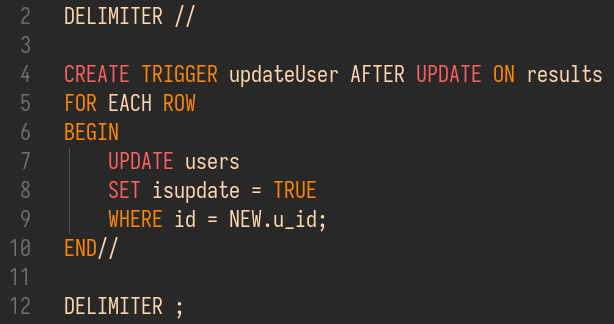 2 DELIMITER //
3
4 CREATE TRIGGER updateUser AFTER UPDATE ON results
5 FOR EACH ROW
6 BEGIN
7 UPDATE users
8 SET isupdate = TRUE
9 WHERE id = NEW.u_id;
10 END//
11
12 DELIMITER ;